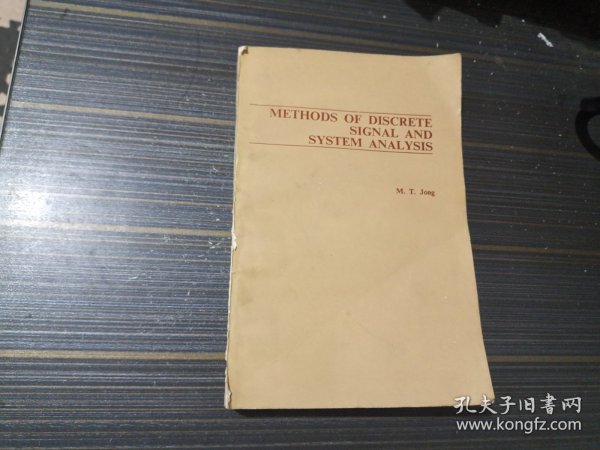 METHODS OF DISCRETE
SIGNAL AND
SYSTEM ANALYSIS
M. T. Jong
孔夫子旧书网
www.kongfz.com